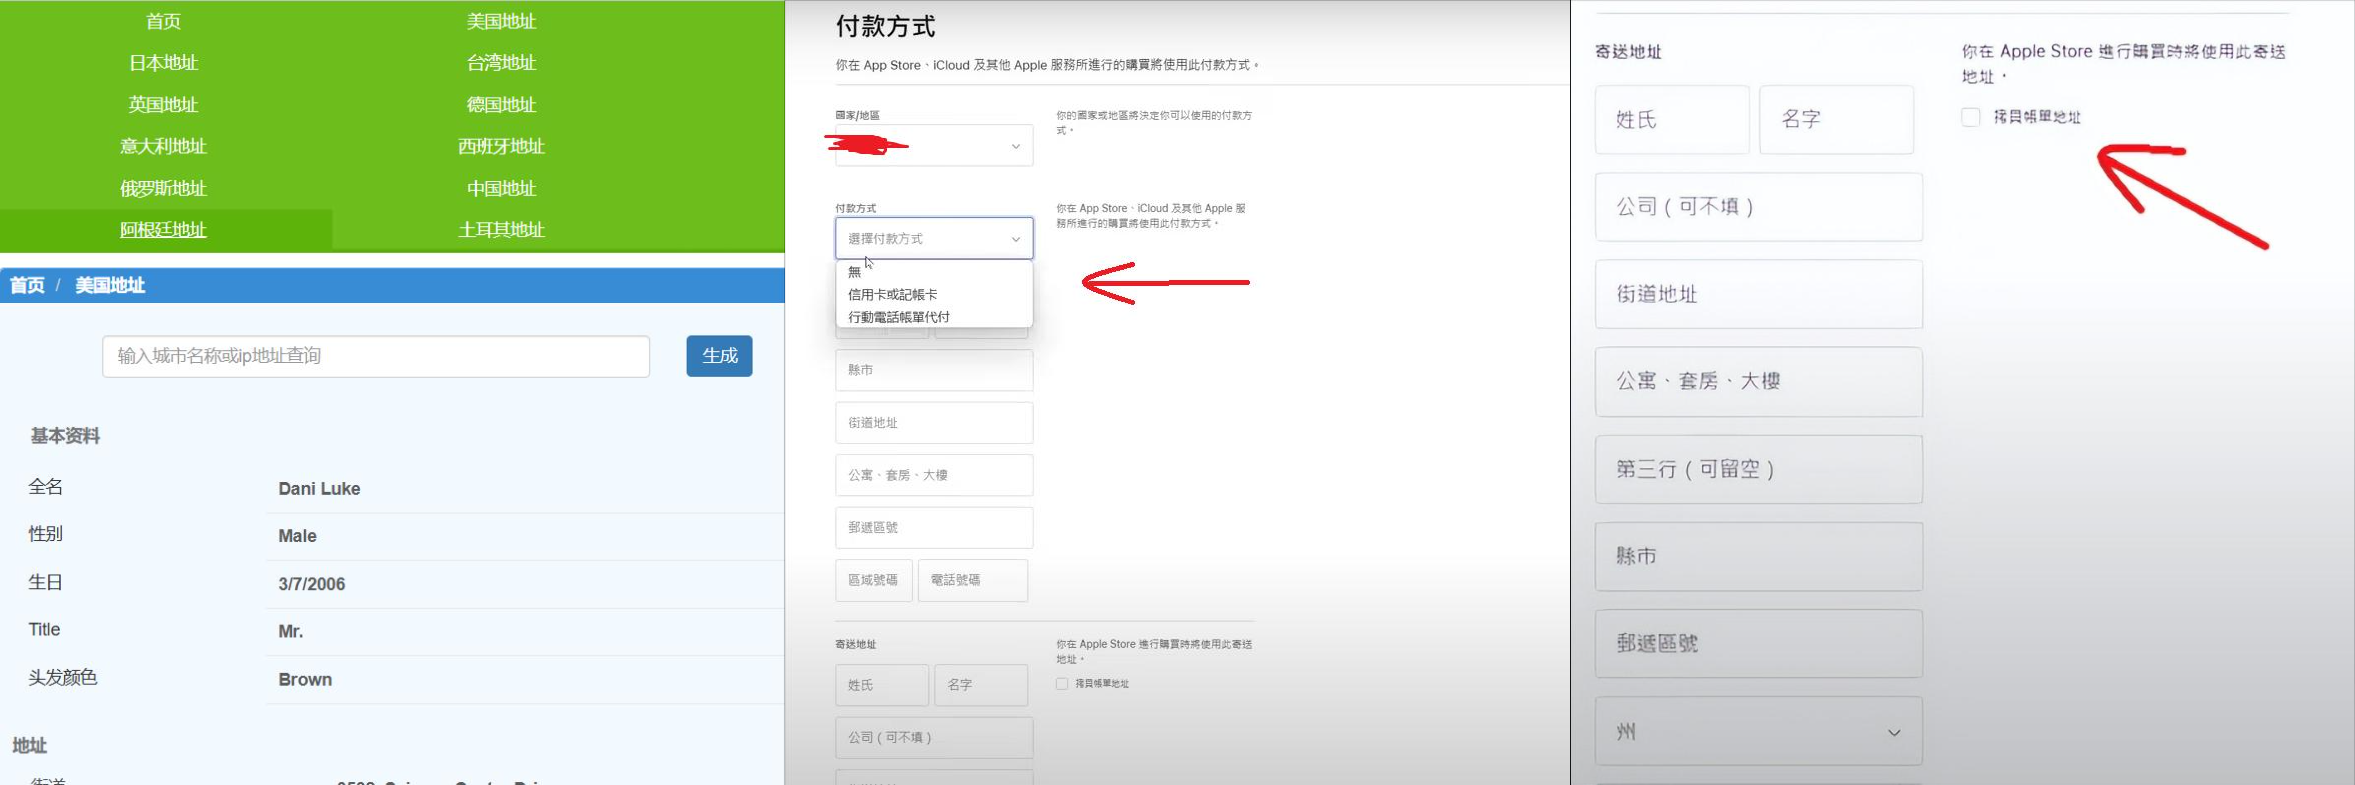 首页
美国地址
日本地址
台湾地址
英国地址
德国地址
意大利地址
西班牙地址
俄罗斯地址
中国地址
阿根廷地址
土耳其地址
首页 / 美国地址
输入城市名称或ip地址查询
生成
基本资料
全名
Dani Luke
性别
Male
生日
3/7/2006
Title
Mr.
头发颜色
Brown
地址
付款方式
你在 App Store、iCloud 及其他 Apple 服務所進行的購買將使用此付款方式。
國家/地區
你的國家或地區將決定你可以使用的付款方
式。
付款方式
選擇付款方式
你在 App Store、iCloud 及其他 Apple 服
務所進行的購買將使用此付款方式。
無
信用卡或記帳卡
行動電話帳單代付
縣市
街道地址
公寓、套房、大樓
郵遞區號
區域號碼
電話號碼
寄送地址
你在 Apple Store 進行購買時將使用此寄送
地址。
姓氏
名字
拷貝帳單地址
公司（可不填）
寄送地址
你在 Apple Store 進行購買時將使用此寄送
地址。
姓氏
名字
拷貝帳單地址
公司（可不填）
街道地址
公寓、套房、大樓
第三行（可留空）
縣市
郵遞區號
州